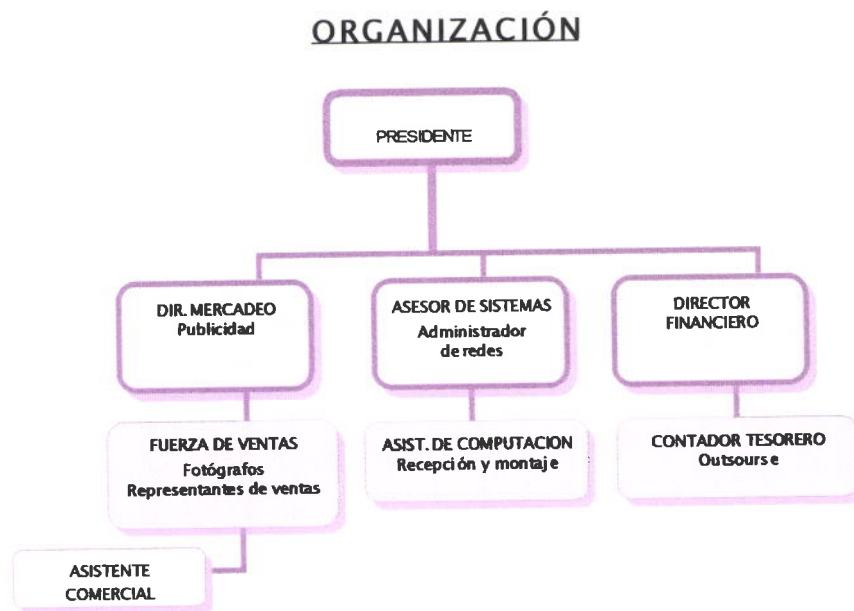 ORGANIZACIÓN
PRESIDENTE
DIR. MERCADEO
Publicidad
ASESOR DE SISTEMAS
Administrador
de redes
DIRECTOR
FINANCIERO
FUERZA DE VENTAS
Fotógrafos
Representantes de ventas
ASIST. DE COMPUTACION
Recepción y montaje
CONTADOR TESORERO
Outsourse
ASISTENTE
COMERCIAL